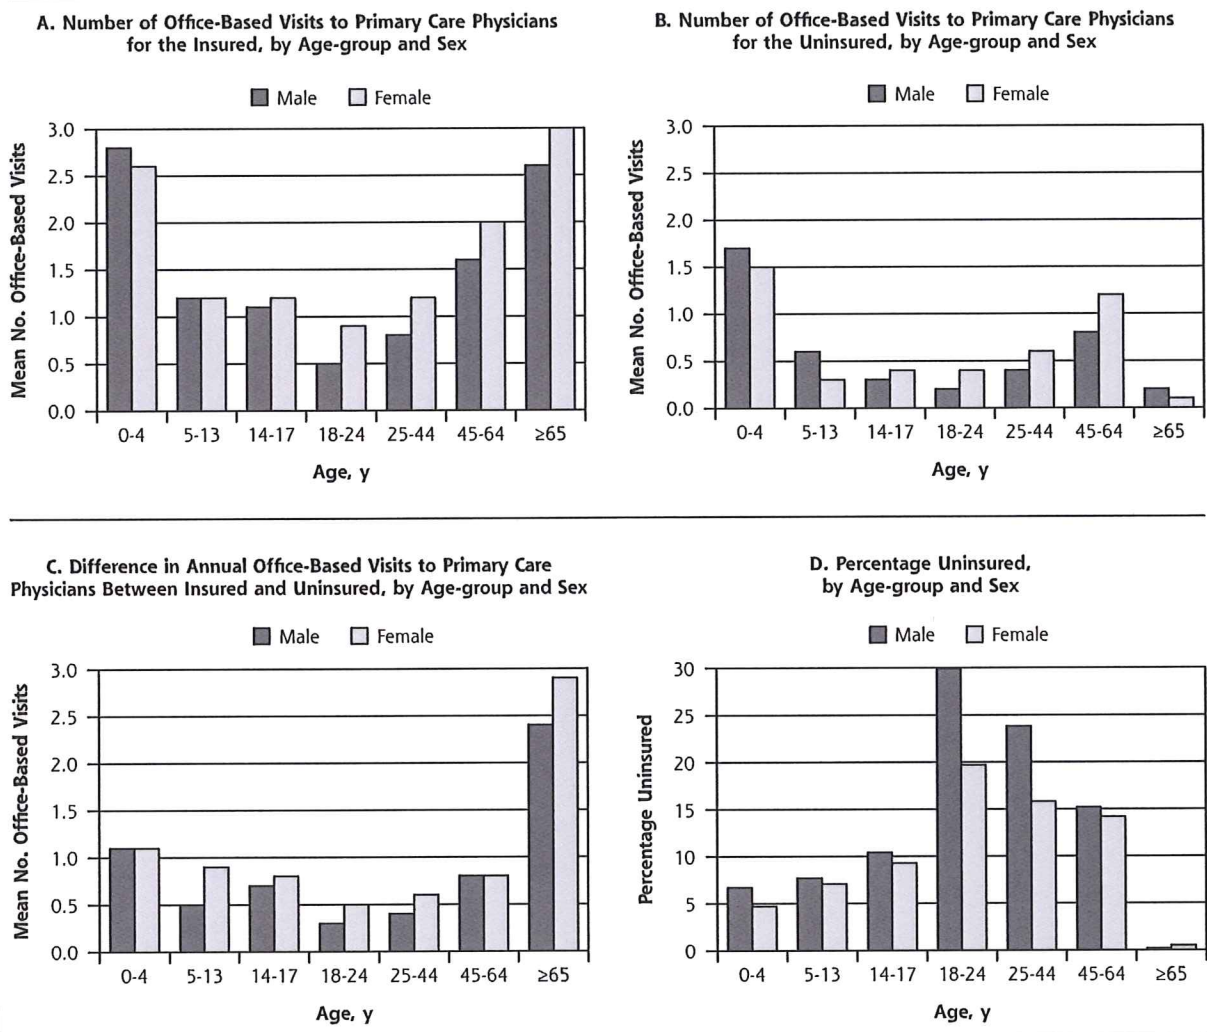 A. Number of Office-Based Visits to Primary Care Physicians
for the Insured, by Age-group and Sex
Male Female
Mean No. Office-Based Visits
3.0
2.5
2.0
1.5
1.0
0.5
0.0
0-4 5-13 14-17 18-24 25-44 45-64 ≥65
Age, y
B. Number of Office-Based Visits to Primary Care Physicians
for the Uninsured, by Age-group and Sex
Male Female
Mean No. Office-Based Visits
3.0
2.5
2.0
1.5
1.0
0.5
0.0
0-4 5-13 14-17 18-24 25-44 45-64 ≥65
Age, y
C. Difference in Annual Office-Based Visits to Primary Care
Physicians Between Insured and Uninsured, by Age-group and Sex
Male Female
Mean No. Office-Based Visits
3.0
2.5
2.0
1.5
1.0
0.5
0.0
0-4 5-13 14-17 18-24 25-44 45-64 ≥65
Age, y
D. Percentage Uninsured,
by Age-group and Sex
Male Female
Percentage Uninsured
30
25
20
15
10
5
0
0-4 5-13 14-17 18-24 25-44 45-64 ≥65
Age, y